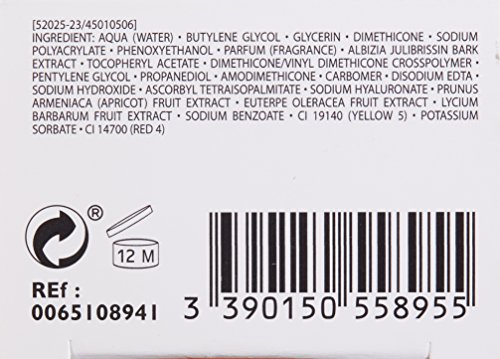 [52025-23/45010506]
INGREDIENT: AQUA (WATER) • BUTYLENE GLYCOL • GLYCERIN • DIMETHICONE • SODIUM
POLYACRYLATE • PHENOXYETHANOL • PARFUM (FRAGRANCE) • ALBIZIA JULIBRISSIN BARK
EXTRACT • TOCOPHERYL ACETATE • DIMETHICONE/VINYL DIMETHICONE CROSSPOLYMER •
PENTYLENE GLYCOL • PROPANEDIOL • AMODIMETHICONE • CARBOMER • DISODIUM EDTA •
SODIUM HYDROXIDE • ASCORBYL TETRAISOPALMITATE • SODIUM HYALURONATE • PRUNUS
ARMENIACA (APRICOT) FRUIT EXTRACT • EUTERPE OLERACEA FRUIT EXTRACT • LYCIUM
BARBARUM FRUIT EXTRACT • SODIUM BENZOATE • CI 19140 (YELLOW 5) • POTASSIUM
SORBATE • CI 14700 (RED 4)
®
12 M
REf :
0065108941
3 390150 558955